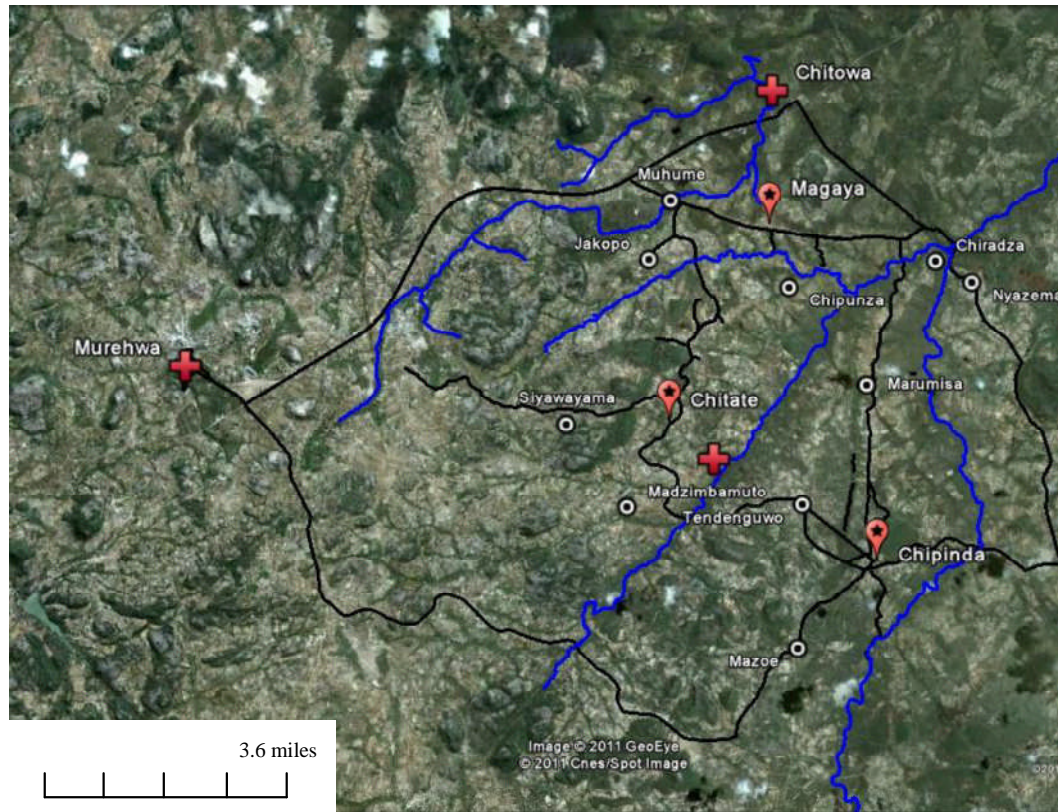 Chitowa
Muhume
Magaya
Jakopo
Chiradza
Chipunza
Nyazema
Murehwa
Marumisa
Siyawayama
Chitate
Madzimbamuto
Tendenguwo
Chipinda
Mazoe
3.6 miles
Image © 2011 GeoEye
© 2011 Cnes/Spot Image